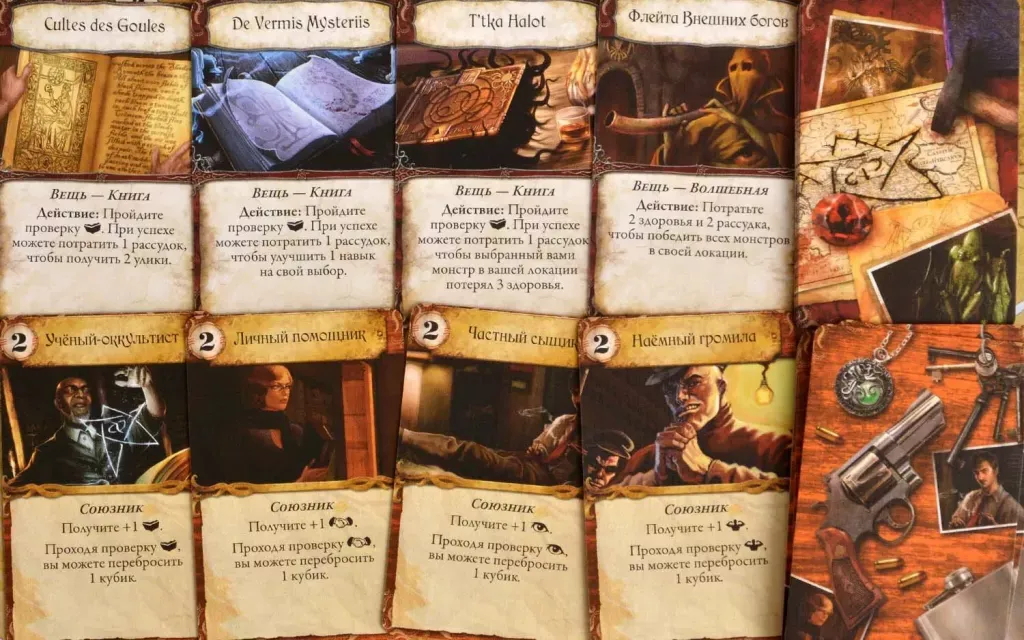 Cultes des Goules
Вещь — Книга
Действие: Пройдите
проверку . При успехе
можете потратить 1 рассудок,
чтобы получить 2 улики.
De Vermis Mysteriis
Вещь — Книга
Действие: Пройдите
проверку . При успехе
можете потратить 1 рассудок,
чтобы улучшить 1 навык
на свой выбор.
T'tka Halot
Вещь — Книга
Действие: Пройдите
проверку . При успехе
можете потратить 1 рассудок
чтобы выбранный вами
монстр в вашей локации
потерял 3 здоровья.
Флейта Внешних богов
Вещь — Волшебная
Действие: Потратьте
2 здоровья и 2 рассудка,
чтобы победить всех монстров
в своей локации.
2
Учёный-оккультист
Союзник
Получите +1 .
Проходя проверку ,
вы можете перебросить
1 кубик.
2
Личный помощник
Союзник
Получите +1 .
Проходя проверку ,
вы можете перебросить
1 кубик.
2
Частный сыщик
Союзник
Получите +1 .
Проходя проверку ,
вы можете перебросить
1 кубик.
2
Наёмный громила
Союзник
Получите +1 .
Проходя проверку ,
вы можете перебросить
1 кубик.